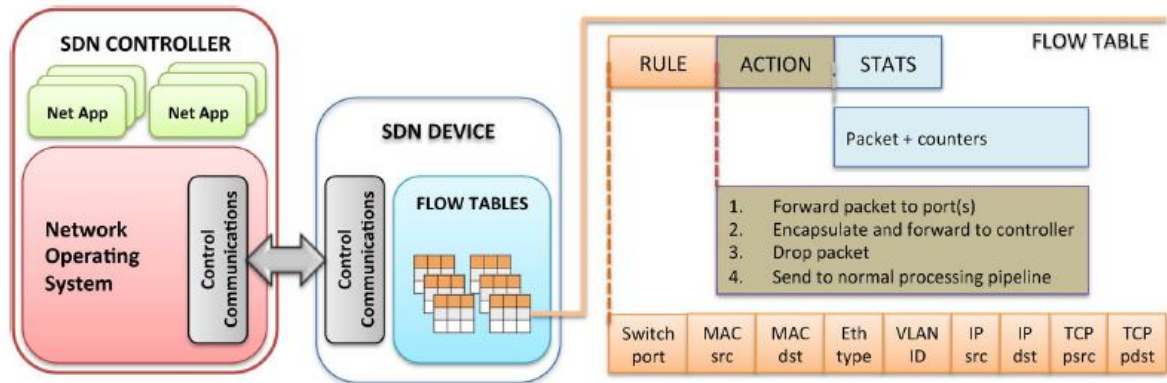 SDN CONTROLLER
Net App
Net App
Network
Operating
System
Control
Communications
SDN DEVICE
Control
Communications
FLOW TABLES
FLOW TABLE
RULE
ACTION
STATS
Packet + counters
1. Forward packet to port(s)
2. Encapsulate and forward to controller
3. Drop packet
4. Send to normal processing pipeline
Switch
port
MAC
src
MAC
dst
Eth
type
VLAN
ID
IP
src
IP
dst
TCP
psrc
TCP
pdst